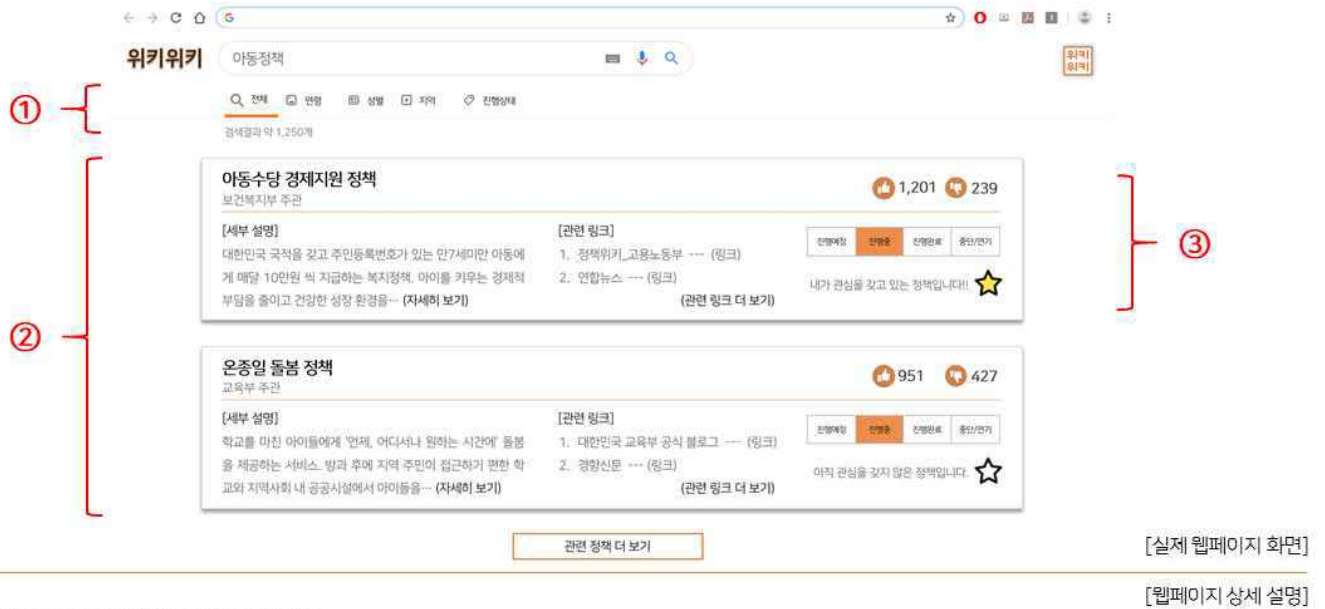 위키위키
아동정책
위키
위키
①
전체 연령 성별 지역 진행상태
검색결과 약 1,250개
②
아동수당 경제지원 정책
보건복지부 주관
1,201 239
[세부 설명]
대한민국 국적을 갖고 주민등록번호가 있는 만7세미만 아동에
게 매달 10만원 씩 지급하는 복지정책. 아이를 키우는 경제적
부담을 줄이고 건강한 성장 환경을… (자세히 보기)
[관련 링크]
1. 정책위키_고용노동부 --- (링크)
2. 연합뉴스 --- (링크)
(관련 링크 더 보기)
진행예정 진행중 진행완료 중단/연기
내가 관심을 갖고 있는 정책입니다!!
③
온종일 돌봄 정책
교육부 주관
951 427
[세부 설명]
학교를 마친 아이들에게 '언제, 어디서나 원하는 시간에' 돌봄
을 제공하는 서비스. 방과 후에 지역 주민이 접근하기 편한 학
교와 지역사회 내 공공시설에서 아이들을… (자세히 보기)
[관련 링크]
1. 대한민국 교육부 공식 블로그 --- (링크)
2. 경향신문 --- (링크)
(관련 링크 더 보기)
진행예정 진행중 진행완료 중단/연기
아직 관심을 갖지 않은 정책입니다.
관련 정책 더 보기
[실제 웹페이지 화면]
[웹페이지 상세 설명]